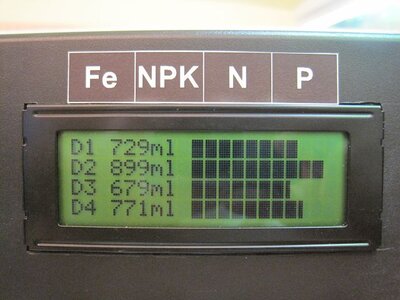 Fe NPK N P
D1 729ml
D2 899ml
D3 679ml
D4 771ml